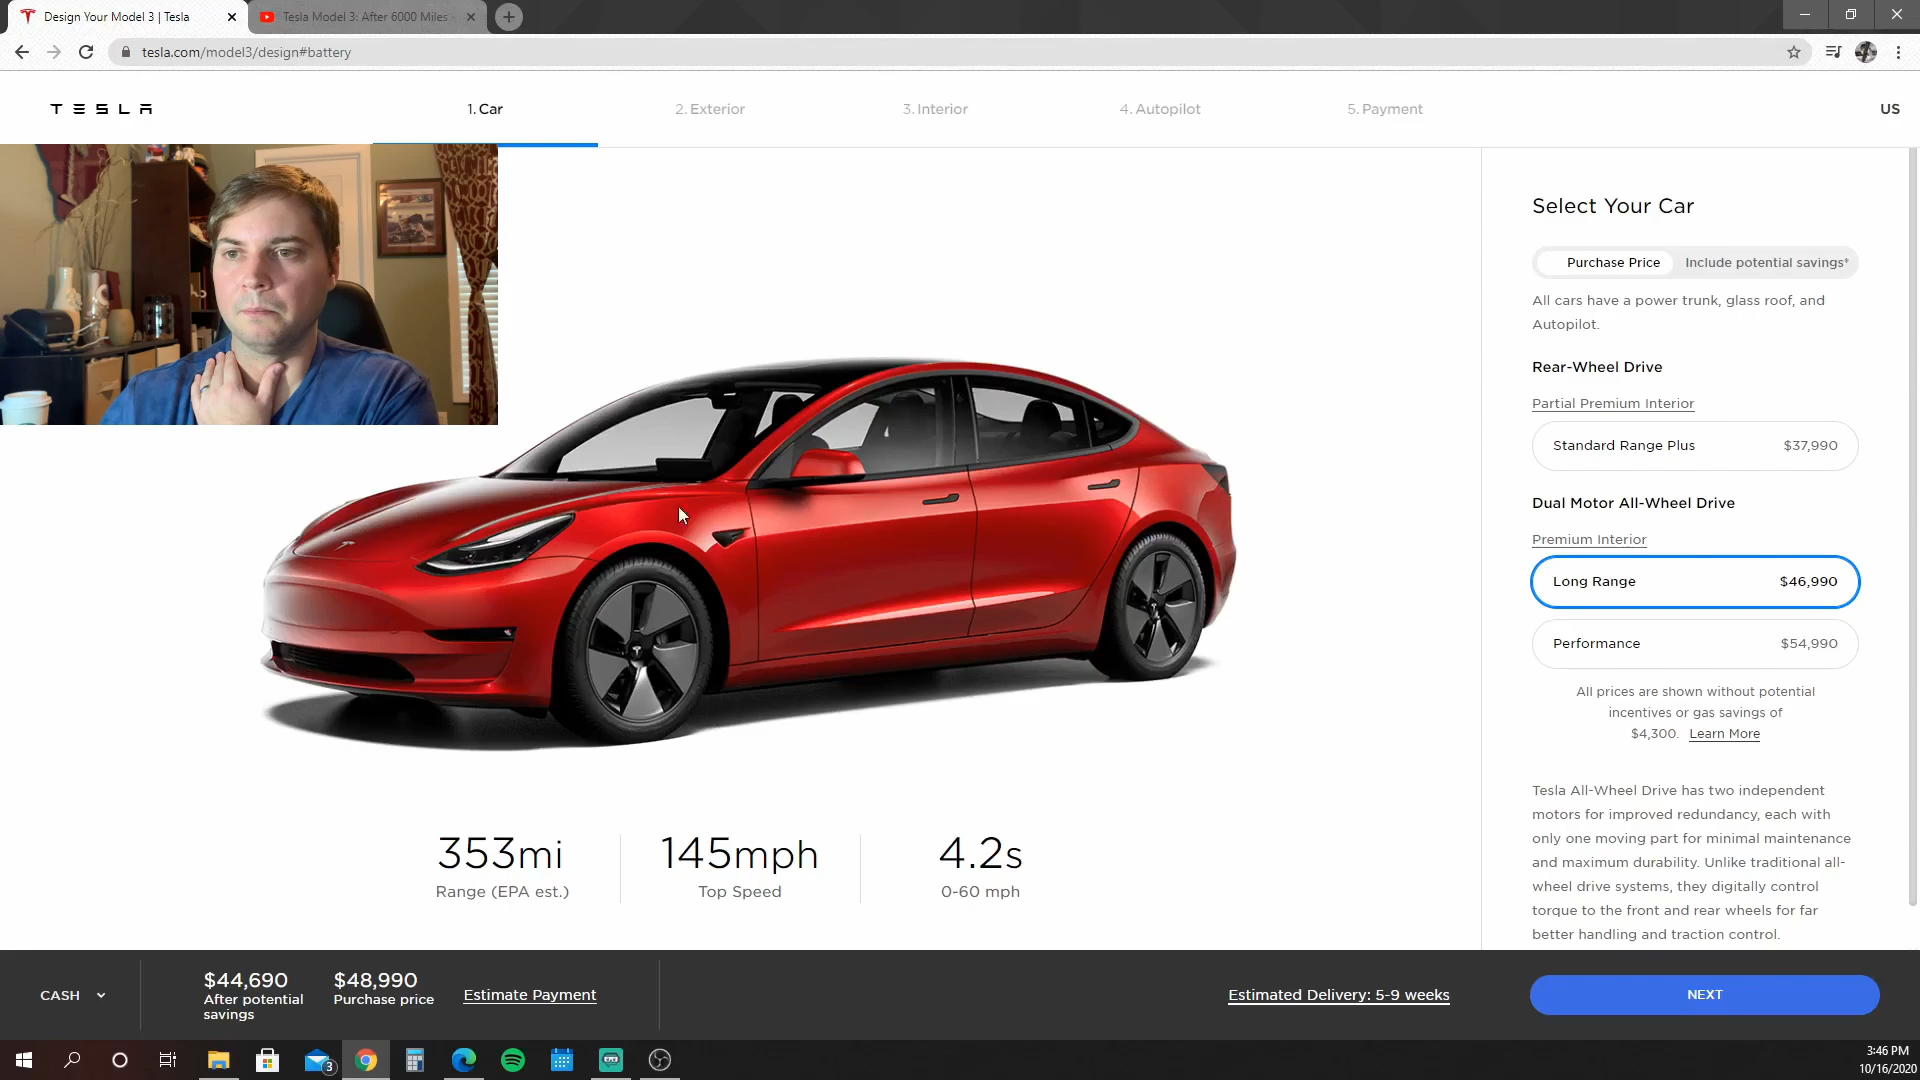 Design Your Model 3 | Tesla
Tesla Model 3: After 6000 Miles -
tesla.com/model3/design#battery
TESLA
1. Car
2. Exterior
3. Interior
4. Autopilot
5. Payment
US
Select Your Car
Purchase Price
Include potential savings*
All cars have a power trunk, glass roof, and
Autopilot.
Rear-Wheel Drive
Partial Premium Interior
Standard Range Plus $37,990
Dual Motor All-Wheel Drive
Premium Interior
Long Range $46,990
Performance $54,990
All prices are shown without potential
incentives or gas savings of
$4,300. Learn More
Tesla All-Wheel Drive has two independent
motors for improved redundancy, each with
only one moving part for minimal maintenance
and maximum durability. Unlike traditional all-
wheel drive systems, they digitally control
torque to the front and rear wheels for far
better handling and traction control.
353mi
Range (EPA est.)
145mph
Top Speed
4.2s
0-60 mph
CASH
$44,690
After potential
savings
$48,990
Purchase price
Estimate Payment
Estimated Delivery: 5-9 weeks
NEXT
3
3:46 PM
10/16/2020